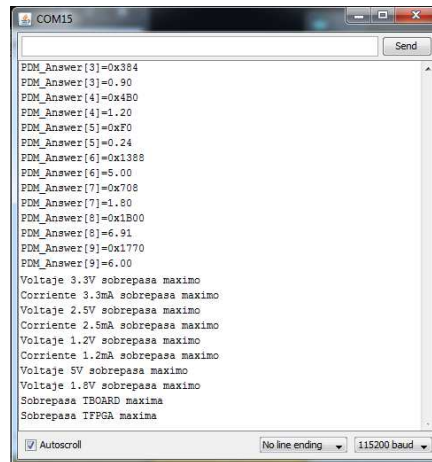 COM15
Send
PDM_Answer[3]=0x384
PDM_Answer[3]=0.90
PDM_Answer[4]=0x4B0
PDM_Answer[4]=1.20
PDM_Answer[5]=0xF0
PDM_Answer[5]=0.24
PDM_Answer[6]=0x1388
PDM_Answer[6]=5.00
PDM_Answer[7]=0x708
PDM_Answer[7]=1.80
PDM_Answer[8]=0x1B00
PDM_Answer[8]=6.91
PDM_Answer[9]=0x1770
PDM_Answer[9]=6.00
Voltaje 3.3V sobrepasa maximo
Corriente 3.3mA sobrepasa maximo
Voltaje 2.5V sobrepasa maximo
Corriente 2.5mA sobrepasa maximo
Voltaje 1.2V sobrepasa maximo
Corriente 1.2mA sobrepasa maximo
Voltaje 5V sobrepasa maximo
Voltaje 1.8V sobrepasa maximo
Sobrepasa TBOARD maxima
Sobrepasa TFPGA maxima
Autoscroll No line ending 115200 baud